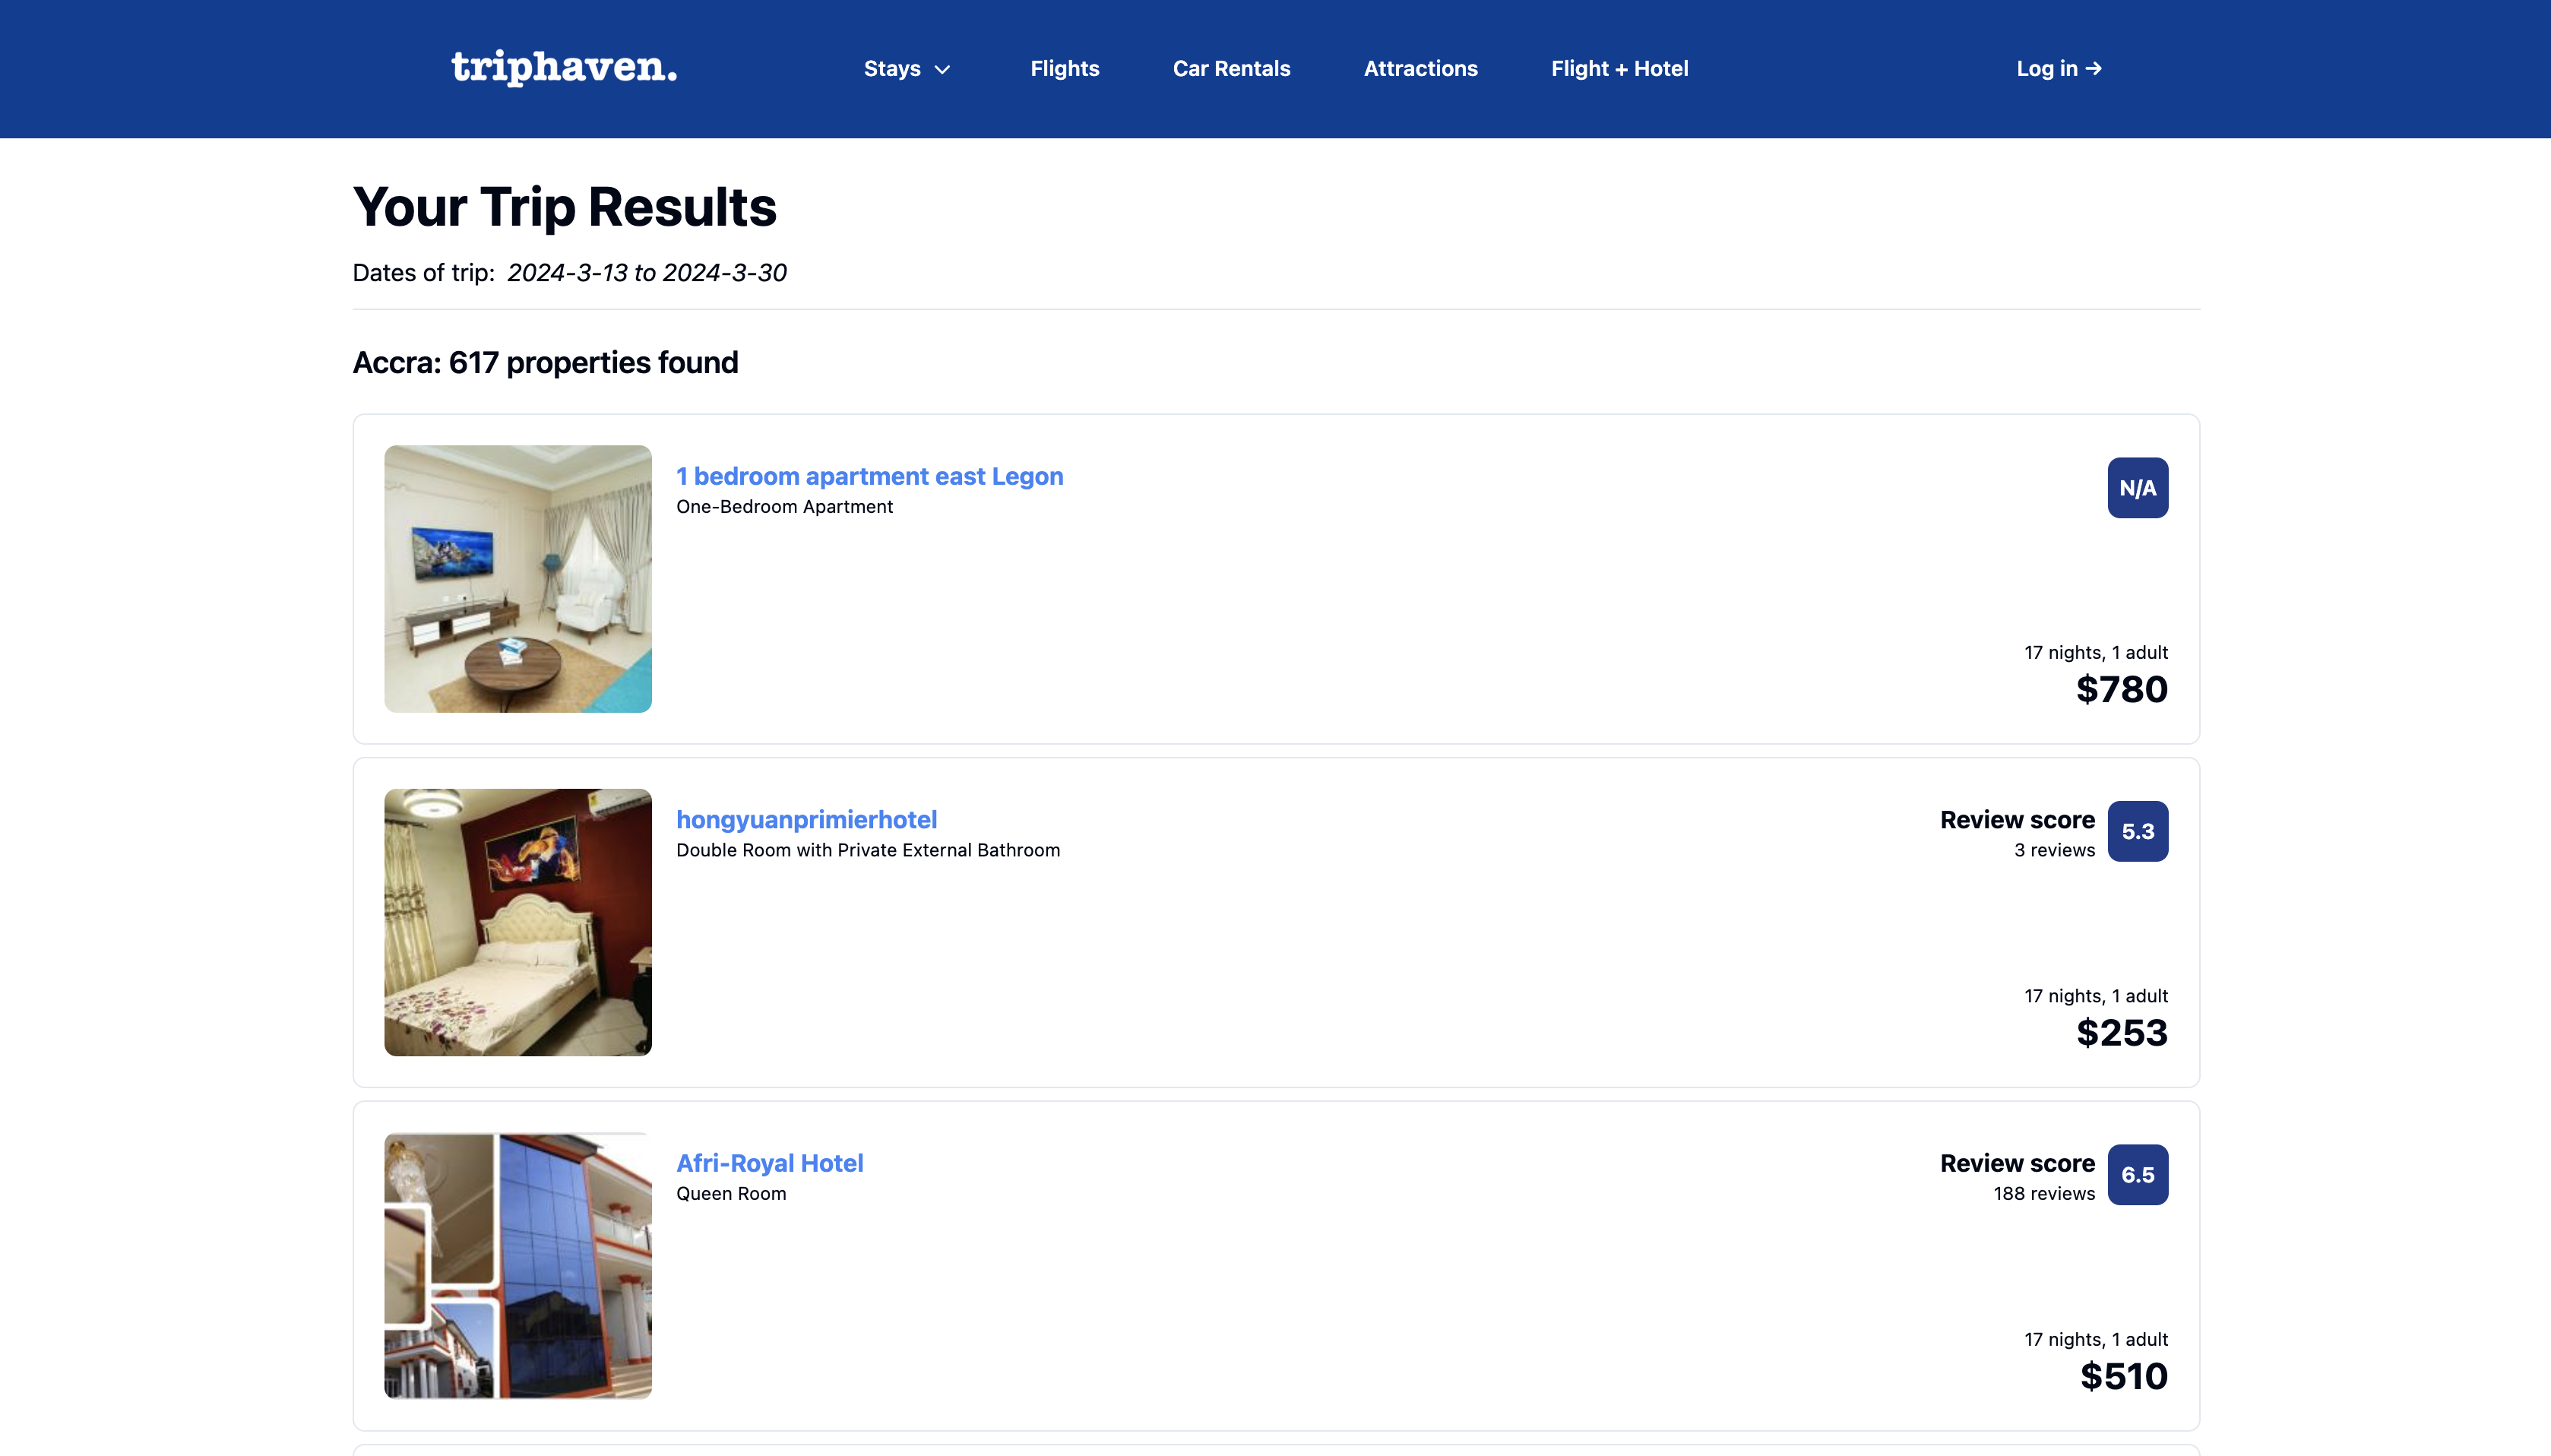 triphaven.
Stays
Flights
Car Rentals
Attractions
Flight + Hotel
Log in →
Your Trip Results
Dates of trip: 2024-3-13 to 2024-3-30
Accra: 617 properties found
1 bedroom apartment east Legon
One-Bedroom Apartment
N/A
17 nights, 1 adult
$780
hongyuanprimierhotel
Double Room with Private External Bathroom
Review score
3 reviews
5.3
17 nights, 1 adult
$253
Afri-Royal Hotel
Queen Room
Review score
188 reviews
6.5
17 nights, 1 adult
$510